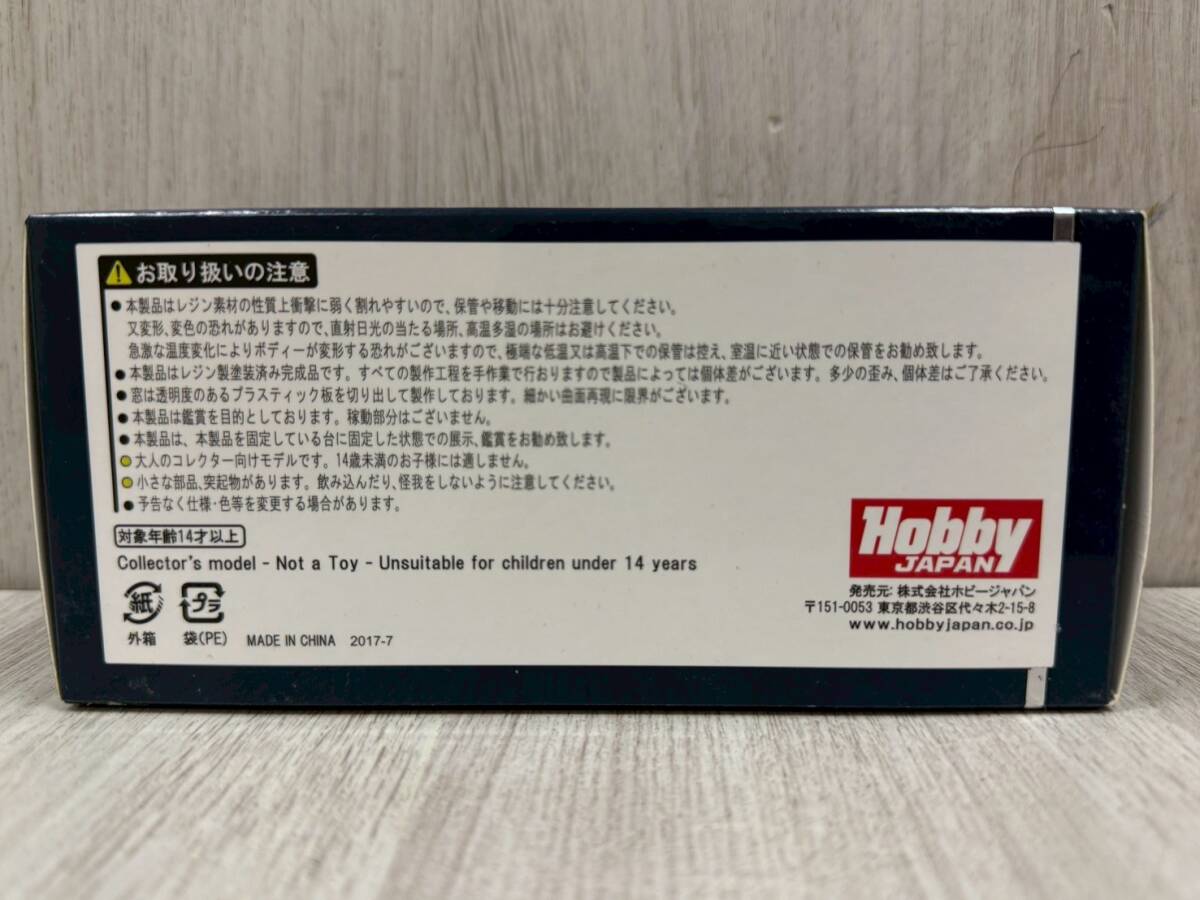 お取り扱いの注意
● 本製品はレジン素材の性質上衝撃に弱く割れやすいので、保管や移動には十分注意してください。
又変形、変色の恐れがありますので、直射日光の当たる場所、高温多湿の場所はお避けください。
急激な温度変化によりボディーが変形する恐れがございますので、極端な低温又は高温下での保管は控え、室温に近い状態での保管をお勧め致します。
● 本製品はレジン製塗装済み完成品です。すべての製作工程を手作業で行おりますので製品によっては個体差がございます。多少の歪み、個体差はご了承ください。
● 窓は透明度のあるプラスティック板を切り出して製作しております。細かい曲面再現に限界がございます。
● 本製品は鑑賞を目的としております。稼動部分はございません。
● 本製品は、本製品を固定している台に固定した状態での展示、鑑賞をお勧め致します。
● 大人のコレクター向けモデルです。14歳未満のお子様には適しません。
● 小さな部品、突起物があります。飲み込んだり、怪我をしないように注意してください。
● 予告なく仕様・色等を変更する場合があります。
対象年齢14才以上
Collector's model - Not a Toy - Unsuitable for children under 14 years
紙 プラ
外箱 袋(PE) MADE IN CHINA 2017-7
Hobby
JAPAN
発売元: 株式会社ホビージャパン
〒151-0053 東京都渋谷区代々木2-15-8
www.hobbyjapan.co.jp